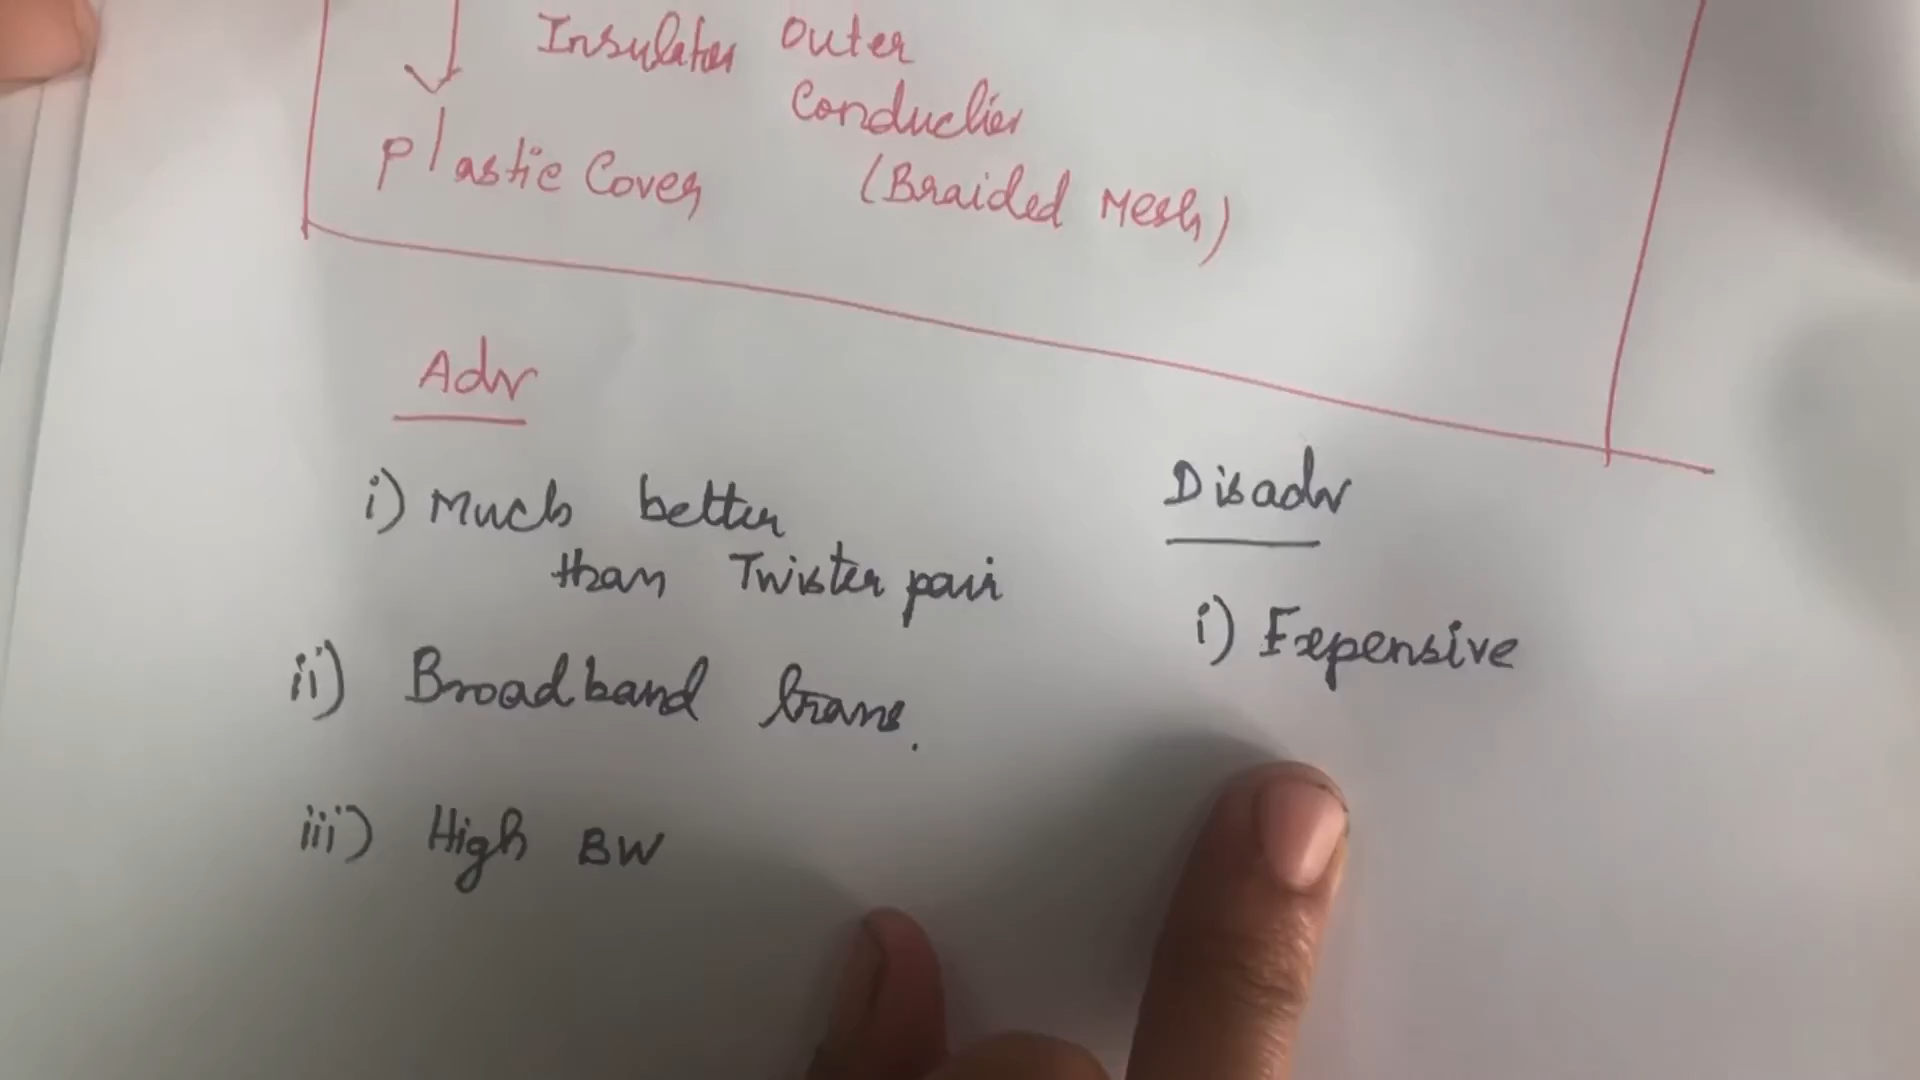 Insulator Outer
Conductior
Plastic Cover (Braided Mesh)
Adv
i) Much better
than Twister pair
ii) Broadband trans.
iii) High BW
Disadv
i) Expensive